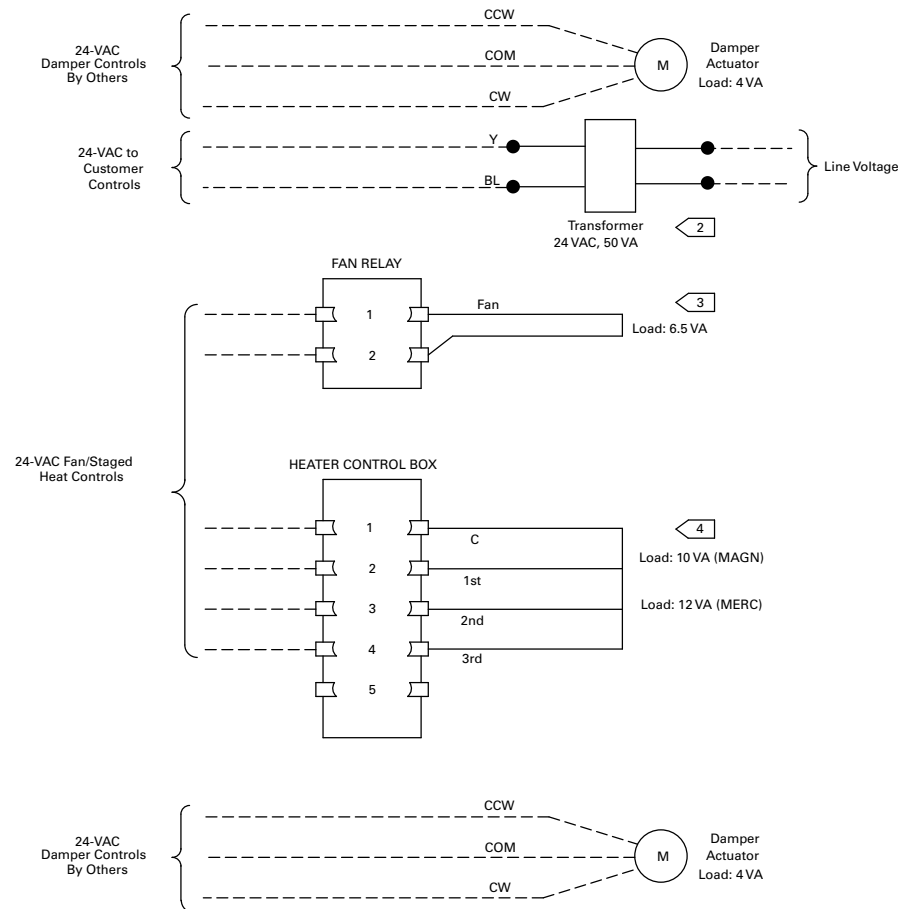 CCW
24-VAC
Damper Controls
By Others
COM
M
Damper
Actuator
Load: 4 VA
CW
24-VAC to
Customer
Controls
Y
BL
Line Voltage
Transformer
24 VAC, 50 VA
2
FAN RELAY
1
Fan
3
2
Load: 6.5 VA
24-VAC Fan/Staged
Heat Controls
HEATER CONTROL BOX
1
C
4
Load: 10 VA (MAGN)
2
1st
3
2nd
Load: 12 VA (MERC)
4
3rd
5
CCW
24-VAC
Damper Controls
By Others
COM
M
Damper
Actuator
Load: 4 VA
CW